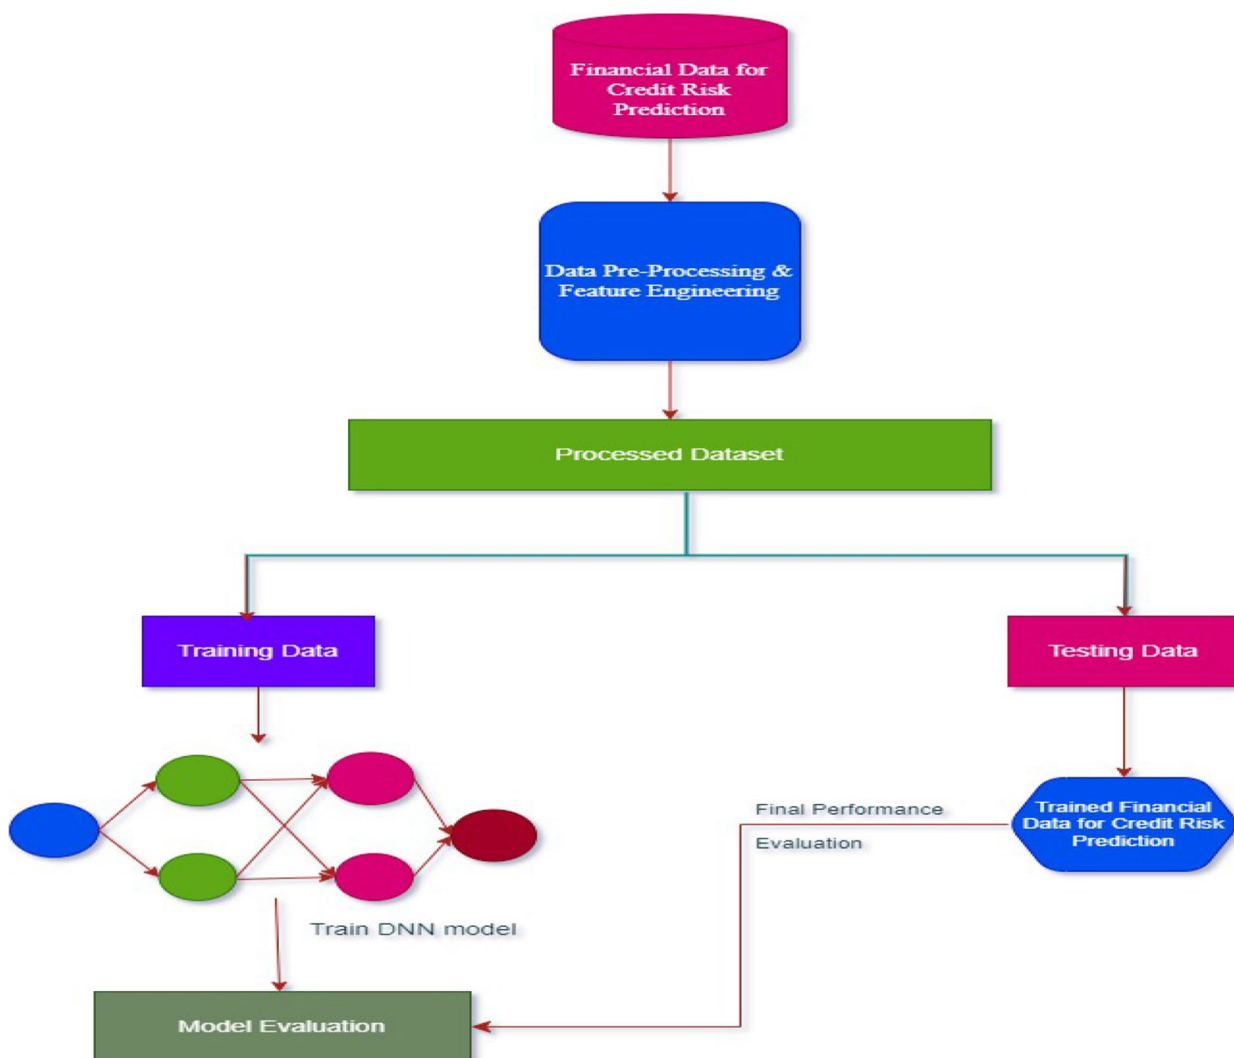 Financial Data for
Credit Risk
Prediction
Data Pre-Processing &
Feature Engineering
Processed Dataset
Training Data
Testing Data
Final Performance
Evaluation
Trained Financial
Data for Credit Risk
Prediction
Train DNN model
Model Evaluation